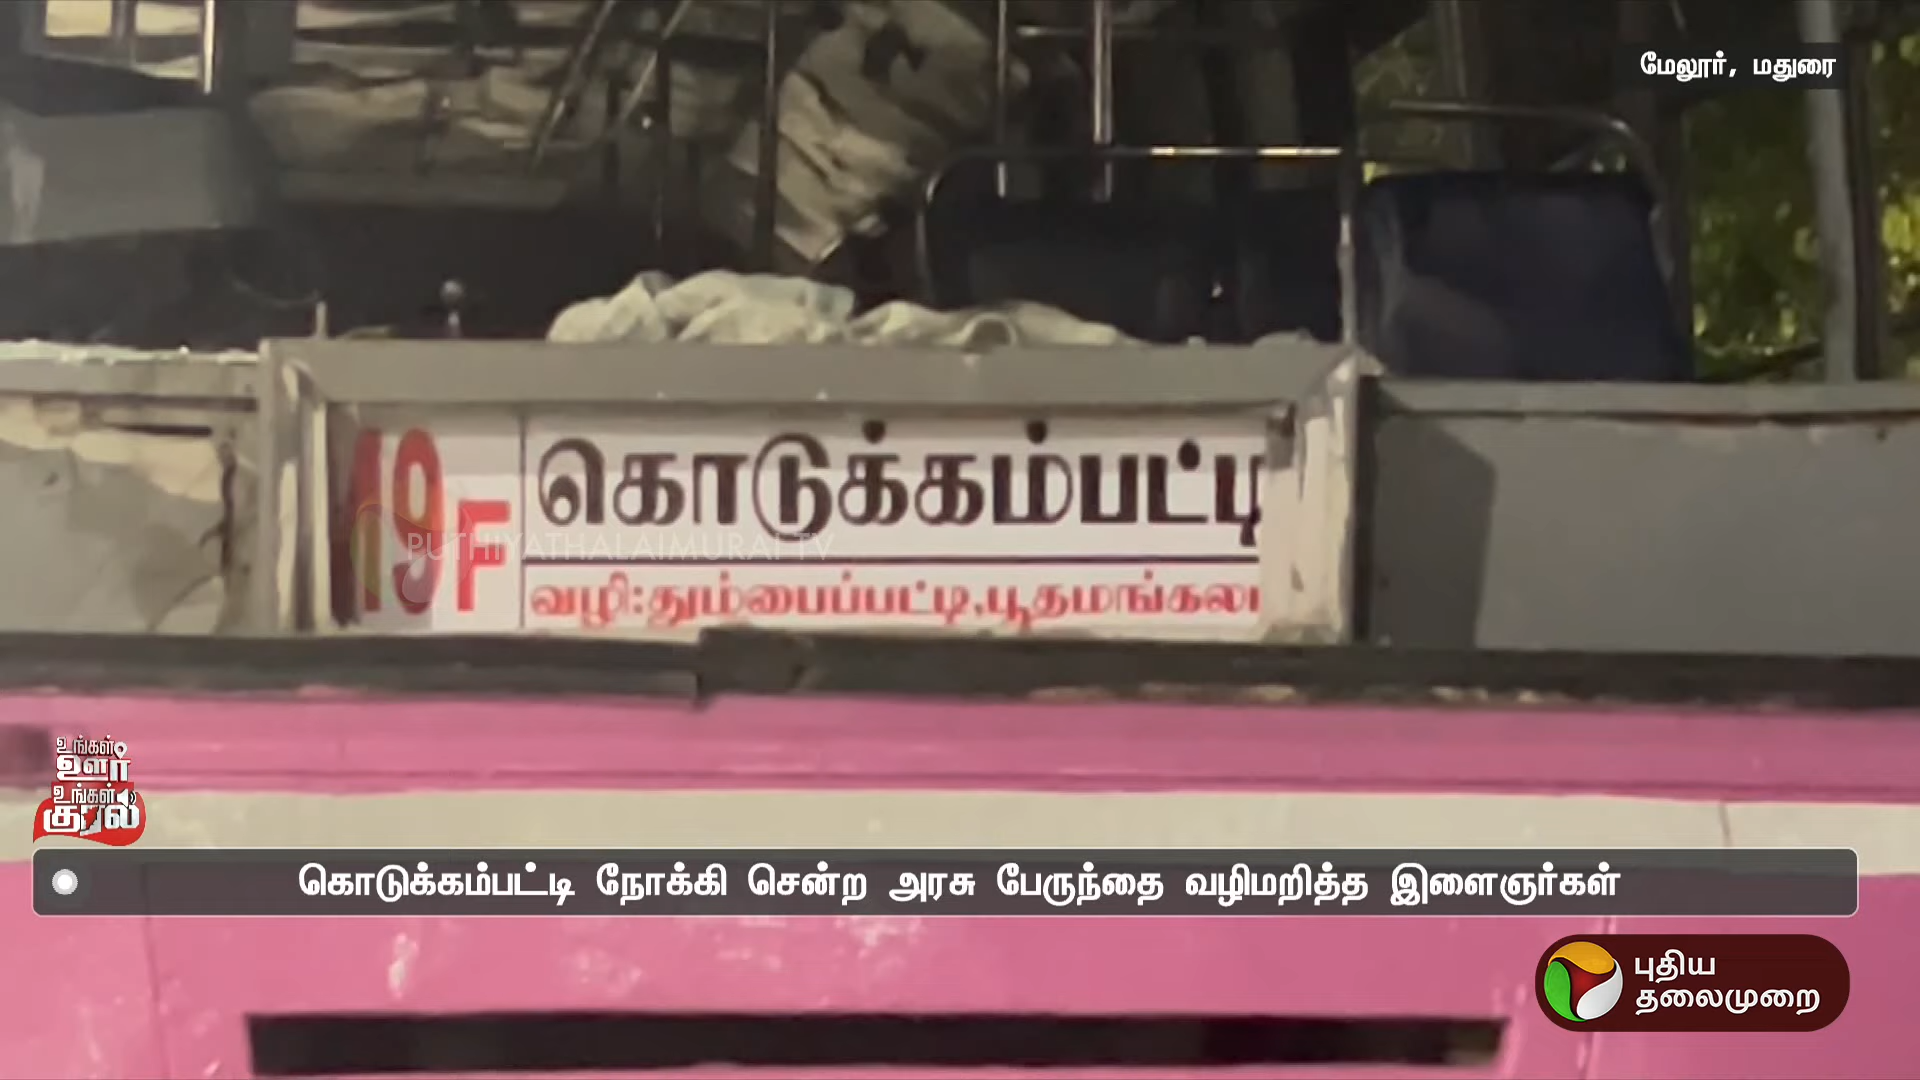 மேலூர், மதுரை
19F கொடுக்கம்பட்டி
வழி:தும்பைப்பட்டி,பூதமங்கல
PUTHIYATHALAIMURAI TV
உங்கள்
ஊர்
உங்கள்
குரல்
கொடுக்கம்பட்டி நோக்கி சென்ற அரசு பேருந்தை வழிமறித்த இளைஞர்கள்
புதிய
தலைமுறை